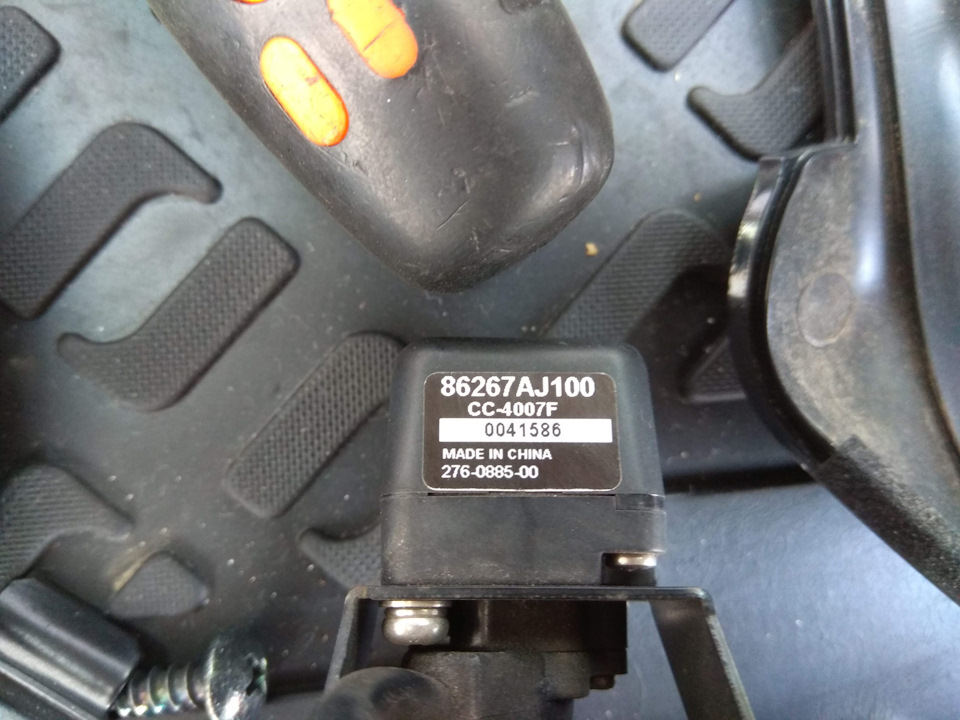 86267AJ100
CC-4007F
0041586
MADE IN CHINA
276-0885-00